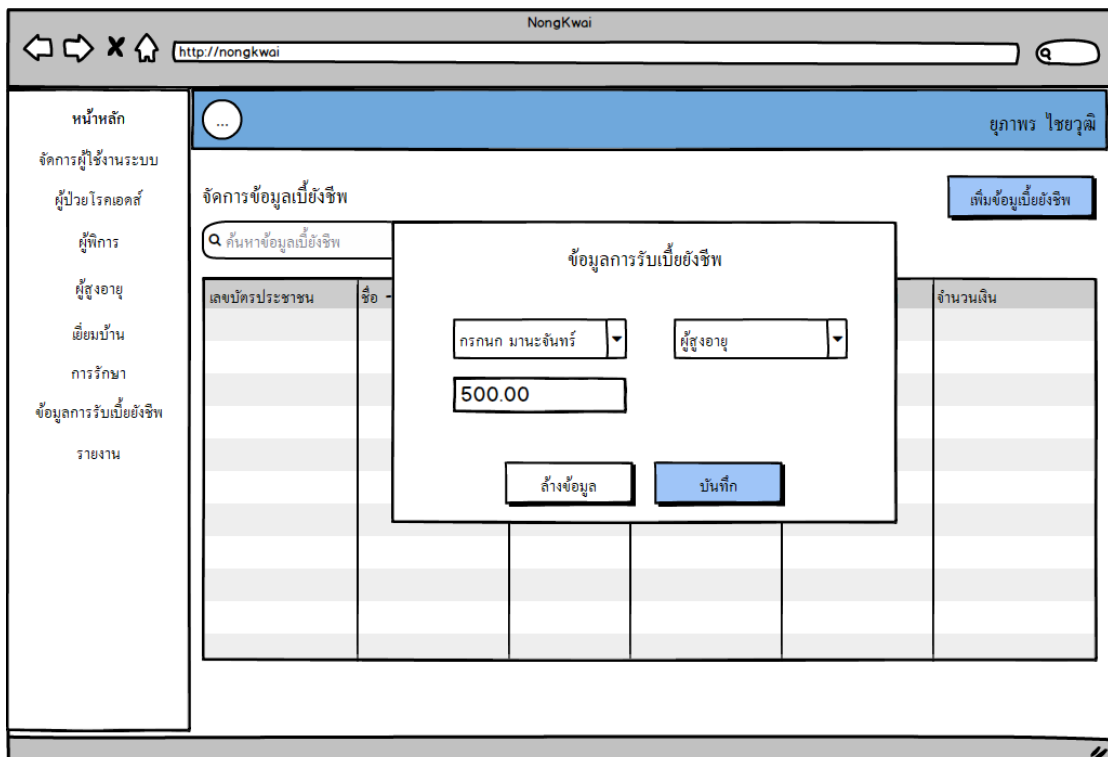 NongKwai
http://nongkwai
หน้าหลัก
จัดการผู้ใช้งานระบบ
ผู้ป่วยโรคเอดส์
ผู้พิการ
ผู้สูงอายุ
เยี่ยมบ้าน
การรักษา
ข้อมูลการรับเบี้ยยังชีพ
รายงาน
...
ยุภาพร ไชยวุฒิ
จัดการข้อมูลเบี้ยังชีพ
เพิ่มข้อมูเบี้ยยังชีพ
ค้นหาข้อมูลเบี้ยังชีพ
เลขบัตรประชาชน
ชื่อ -
จำนวนเงิน
ข้อมูลการรับเบี้ยยังชีพ
กรกนก มานะจันทร์
ผู้สูงอายุ
500.00
ล้างข้อมูล
บันทึก